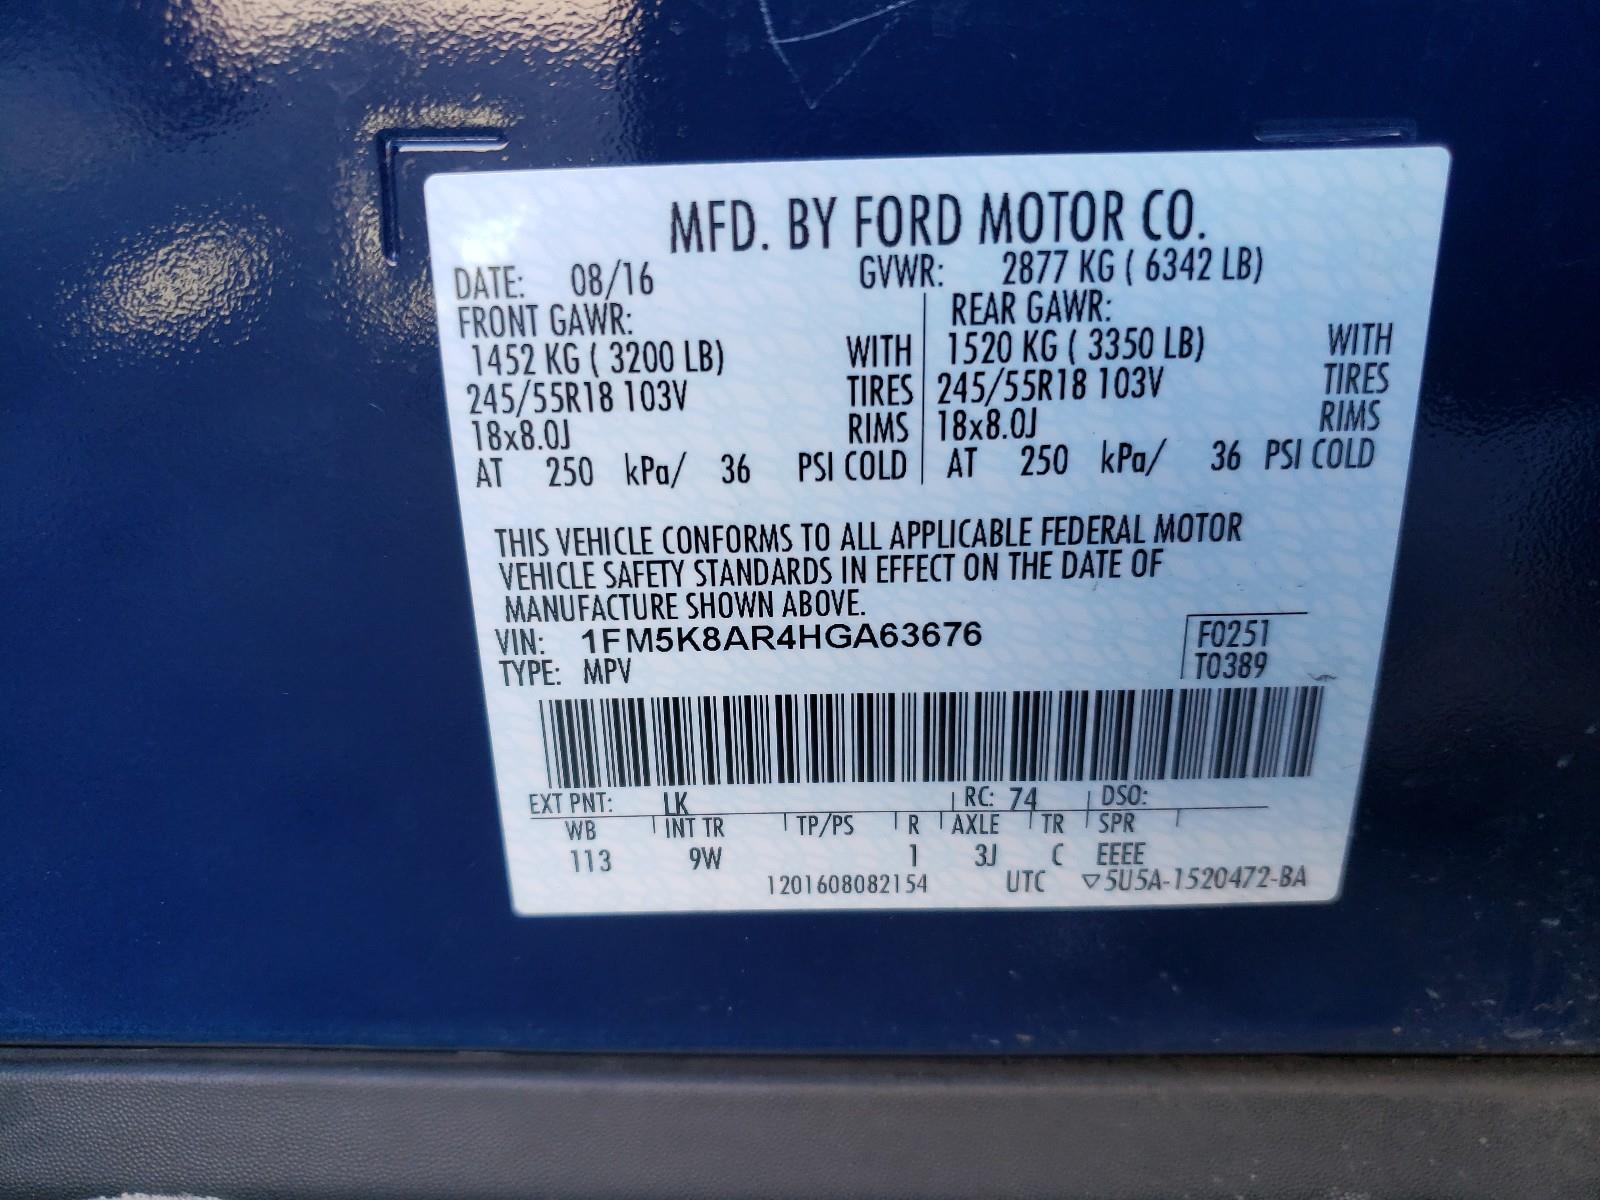 MFD. BY FORD MOTOR CO.
DATE: 08/16 GVWR: 2877 KG ( 6342 LB)
FRONT GAWR: REAR GAWR:
1452 KG ( 3200 LB) WITH 1520 KG ( 3350 LB) WITH
245/55R18 103V TIRES 245/55R18 103V TIRES
18x8.0J RIMS 18x8.0J RIMS
AT 250 kPa/ 36 PSI COLD AT 250 kPa/ 36 PSI COLD
THIS VEHICLE CONFORMS TO ALL APPLICABLE FEDERAL MOTOR
VEHICLE SAFETY STANDARDS IN EFFECT ON THE DATE OF
MANUFACTURE SHOWN ABOVE.
VIN: 1FM5K8AR4HGA63676 F0251
TYPE: MPV T0389
EXT PNT: LK RC: 74 DSO:
WB INT TR TP/PS R AXLE TR SPR
113 9W 1 3J C EEEE
1201608082154 UTC ▽5U5A-1520472-BA